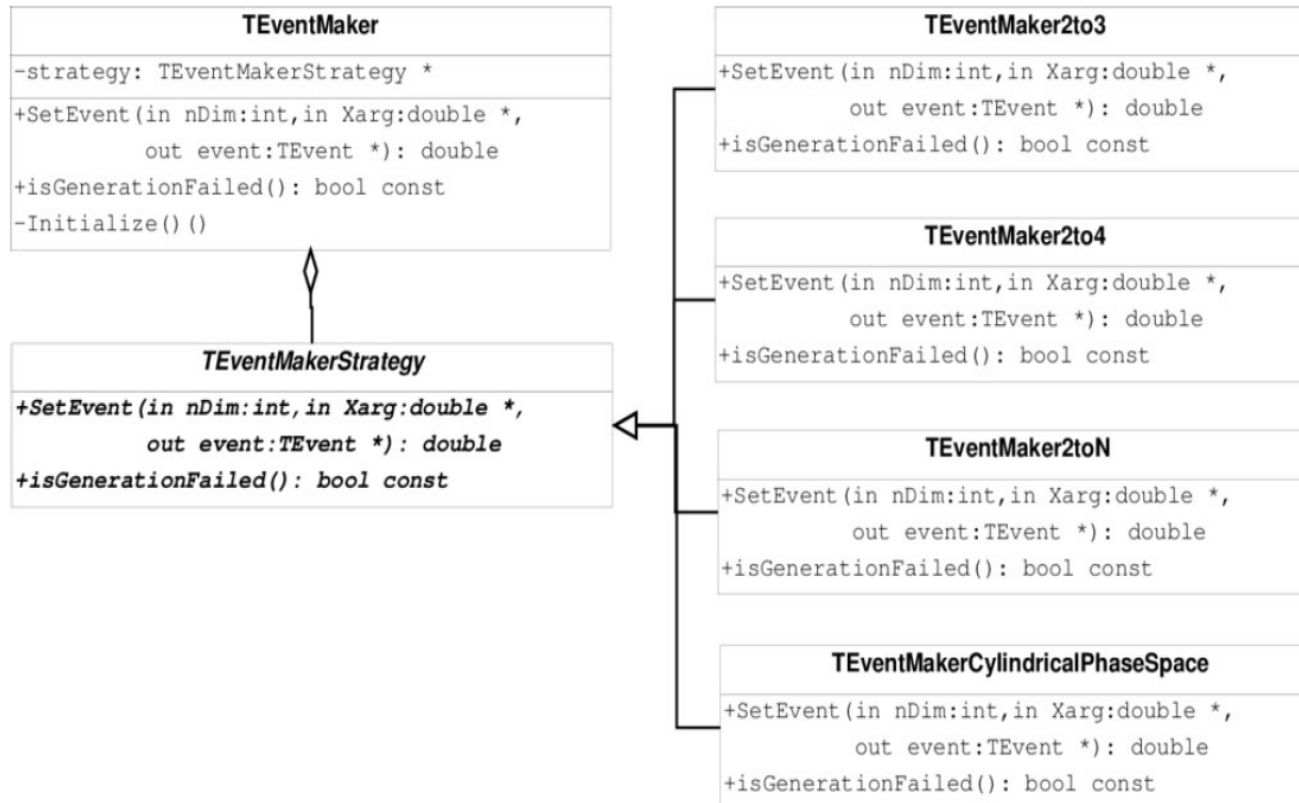 TEventMaker
-strategy: TEventMakerStrategy *
+SetEvent(in nDim:int,in Xarg:double *,
out event:TEvent *): double
+isGenerationFailed(): bool const
-Initialize()()
TEventMakerStrategy
+SetEvent(in nDim:int,in Xarg:double *,
out event:TEvent *): double
+isGenerationFailed(): bool const
TEventMaker2to3
+SetEvent(in nDim:int,in Xarg:double *,
out event:TEvent *): double
+isGenerationFailed(): bool const
TEventMaker2to4
+SetEvent(in nDim:int,in Xarg:double *,
out event:TEvent *): double
+isGenerationFailed(): bool const
TEventMaker2toN
+SetEvent(in nDim:int,in Xarg:double *,
out event:TEvent *): double
+isGenerationFailed(): bool const
TEventMakerCylindricalPhaseSpace
+SetEvent(in nDim:int,in Xarg:double *,
out event:TEvent *): double
+isGenerationFailed(): bool const